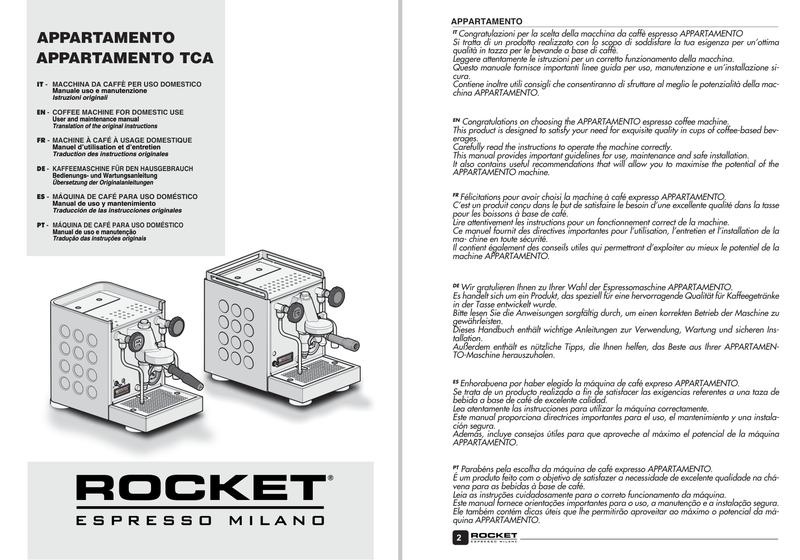 APPARTAMENTO
APPARTAMENTO TCA
IT - MACCHINA DA CAFFÈ PER USO DOMESTICO
Manuale uso e manutenzione
Istruzioni originali
EN - COFFEE MACHINE FOR DOMESTIC USE
User and maintenance manual
Translation of the original instructions
FR - MACHINE À CAFÉ À USAGE DOMESTIQUE
Manuel d'utilisation et d'entretien
Traduction des instructions originales
DE - KAFFEEMASCHINE FÜR DEN HAUSGEBRAUCH
Bedienungs- und Wartungsanleitung
Übersetzung der Originalanleitungen
ES - MÁQUINA DE CAFÉ PARA USO DOMÉSTICO
Manual de uso y mantenimiento
Traducción de las instrucciones originales
PT - MÁQUINA DE CAFÉ PARA USO DOMÉSTICO
Manual de uso e manutenção
Tradução das instruções originais
ROCKET®
ESPRESSO MILANO
APPARTAMENTO
IT Congratulazioni per la scelta della macchina da caffè espresso APPARTAMENTO
Si tratta di un prodotto realizzato con lo scopo di soddisfare la tua esigenza per un'ottima
qualità in tazza per le bevande a base di caffè.
Leggere attentamente le istruzioni per un corretto funzionamento della macchina.
Questo manuale fornisce importanti linee guida per uso, manutenzione e un'installazione si-
cura.
Contiene inoltre utili consigli che consentiranno di sfruttare al meglio le potenzialità della mac-
china APPARTAMENTO.
EN Congratulations on choosing the APPARTAMENTO espresso coffee machine.
This product is designed to satisfy your need for exquisite quality in cups of coffee-based bev-
erages.
Carefully read the instructions to operate the machine correctly.
This manual provides important guidelines for use, maintenance and safe installation.
It also contains useful recommendations that will allow you to maximise the potential of the
APPARTAMENTO machine.
FR Félicitations pour avoir choisi la machine à café expresso APPARTAMENTO.
C'est un produit conçu dans le but de satisfaire le besoin d'une excellente qualité dans la tasse
pour les boissons à base de café.
Lire attentivement les instructions pour un fonctionnement correct de la machine.
Ce manuel fournit des directives importantes pour l'utilisation, l'entretien et l'installation de la
ma- chine en toute sécurité.
Il contient également des conseils utiles qui permettront d'exploiter au mieux le potentiel de la
machine APPARTAMENTO.
DE Wir gratulieren Ihnen zu Ihrer Wahl der Espressomaschine APPARTAMENTO.
Es handelt sich um ein Produkt, das speziell für eine hervorragende Qualität für Kaffeegetränke
in der Tasse entwickelt wurde.
Bitte lesen Sie die Anweisungen sorgfältig durch, um einen korrekten Betrieb der Maschine zu
gewährleisten.
Dieses Handbuch enthält wichtige Anleitungen zur Verwendung, Wartung und sicheren Ins-
tallation.
Außerdem enthält es nützliche Tipps, die Ihnen helfen, das Beste aus Ihrer APPARTAMEN-
TO-Maschine herauszuholen.
ES Enhorabuena por haber elegido la máquina de café expreso APPARTAMENTO.
Se trata de un producto realizado a fin de satisfacer las exigencias referentes a una taza de
bebida a base de café de excelente calidad.
Lea atentamente las instrucciones para utilizar la máquina correctamente.
Este manual proporciona directrices importantes para el uso, el mantenimiento y una instala-
ción segura.
Además, incluye consejos útiles para que aproveche al máximo el potencial de la máquina
APPARTAMENTO.
PT Parabéns pela escolha da máquina de café expresso APPARTAMENTO.
É um produto feito com o objetivo de satisfazer a necessidade de excelente qualidade na chá-
vena para as bebidas à base de café.
Leia as instruções cuidadosamente para o correto funcionamento da máquina.
Este manual fornece orientações importantes para o uso, a manutenção e a instalação segura.
Ele também contém dicas úteis que lhe permitirão aproveitar ao máximo o potencial da má-
quina APPARTAMENTO.
2 ROCKET
ESPRESSO MILANO